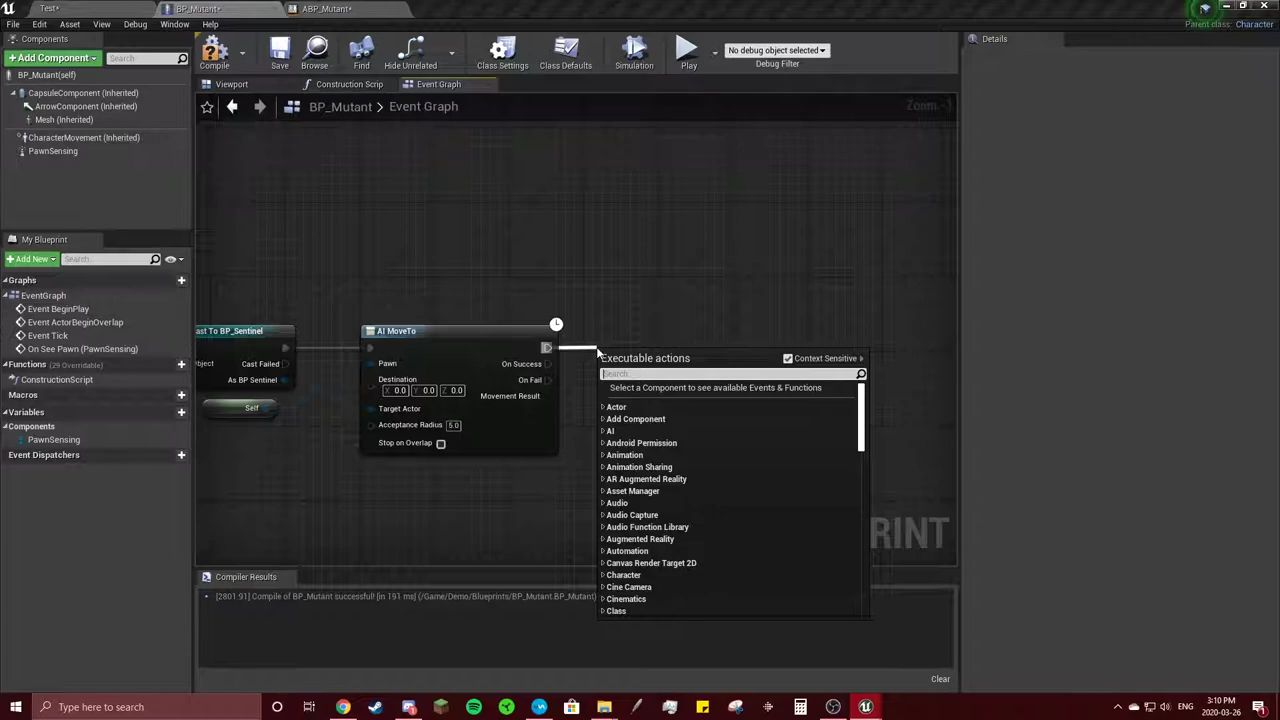 Test*
BP_Mutant*
ABP_Mutant*
File
Edit
Asset
View
Debug
Window
Help
Parent class: Character
Components
Details
+Add Component
Search
Compile
Save
Browse
Find
Hide Unrelated
Class Settings
Class Defaults
Simulation
Play
No debug object selected
Debug Filter
BP_Mutant(self)
Viewport
Construction Scrip
Event Graph
CapsuleComponent (Inherited)
ArrowComponent (Inherited)
Mesh (Inherited)
CharacterMovement (Inherited)
PawnSensing
BP_Mutant > Event Graph
Zoom -1
My Blueprint
+Add New
Search
Graphs
EventGraph
Event BeginPlay
Event ActorBeginOverlap
Event Tick
On See Pawn (PawnSensing)
Functions (29 Overridable)
ConstructionScript
Macros
Variables
Components
PawnSensing
Event Dispatchers
ast To BP_Sentinel
Object
Cast Failed
As BP Sentinel
Self
AI MoveTo
Pawn
On Success
Destination
On Fail
X 0.0 Y 0.0 Z 0.0
Movement Result
Target Actor
Acceptance Radius 5.0
Stop on Overlap
Executable actions
Context Sensitive
Search
Select a Component to see available Events & Functions
Actor
Add Component
AI
Android Permission
Animation
Animation Sharing
AR Augmented Reality
Asset Manager
Audio
Audio Capture
Audio Function Library
Augmented Reality
Automation
Canvas Render Target 2D
Character
Cine Camera
Cinematics
Class
RINT
Compiler Results
[2801.91] Compile of BP_Mutant successful! [in 191 ms] (/Game/Demo/Blueprints/BP_Mutant.BP_Mutant)
Clear
Type here to search
ENG
3:10 PM
2020-03-26